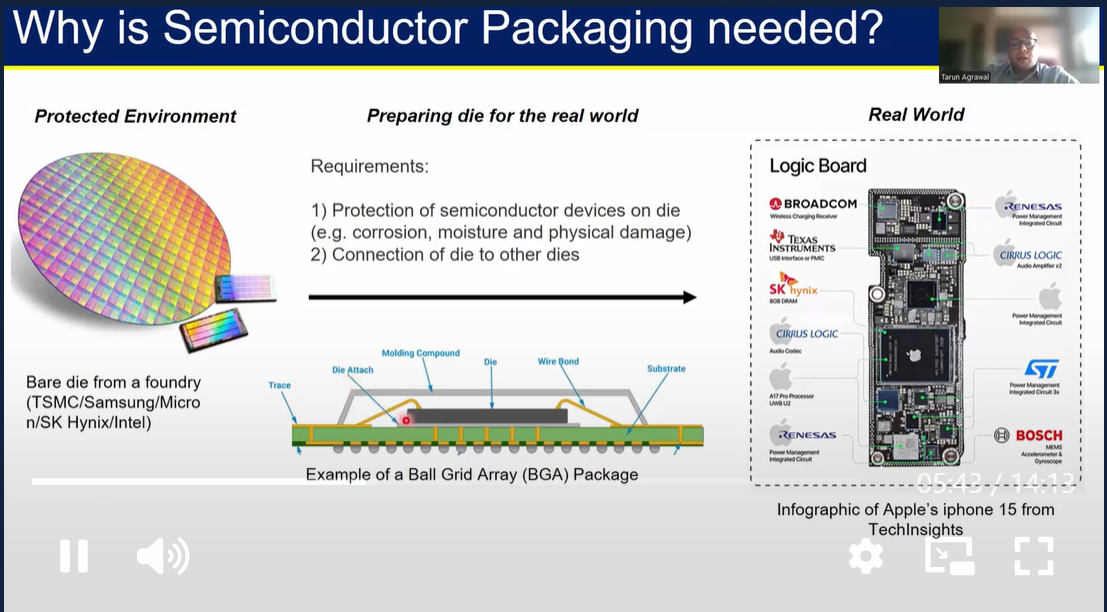 Why is Semiconductor Packaging needed?
Tarun Agrawal
Protected Environment
Preparing die for the real world
Real World
Requirements:
1) Protection of semiconductor devices on die
(e.g. corrosion, moisture and physical damage)
2) Connection of die to other dies
Bare die from a foundry
(TSMC/Samsung/Micro
n/SK Hynix/Intel)
Molding Compound
Die Attach
Die
Wire Bond
Trace
Substrate
Example of a Ball Grid Array (BGA) Package
Logic Board
BROADCOM
Wireless Charging Receiver
TEXAS
INSTRUMENTS
USB Interface or PMIC
SK hynix
8GB DRAM
CIRRUS LOGIC
Audio Codec
A17 Pro Processor
UWB U2
RENESAS
Power Management
Integrated Circuit
RENESAS
Power Management
Integrated Circuit
CIRRUS LOGIC
Audio Amplifier x2
Power Management
Integrated Circuit
ST
Power Management
Integrated Circuit 3x
BOSCH
MEMS
Accelerometer &
Gyroscope
05:43 / 14:13
Infographic of Apple's iphone 15 from
TechInsights